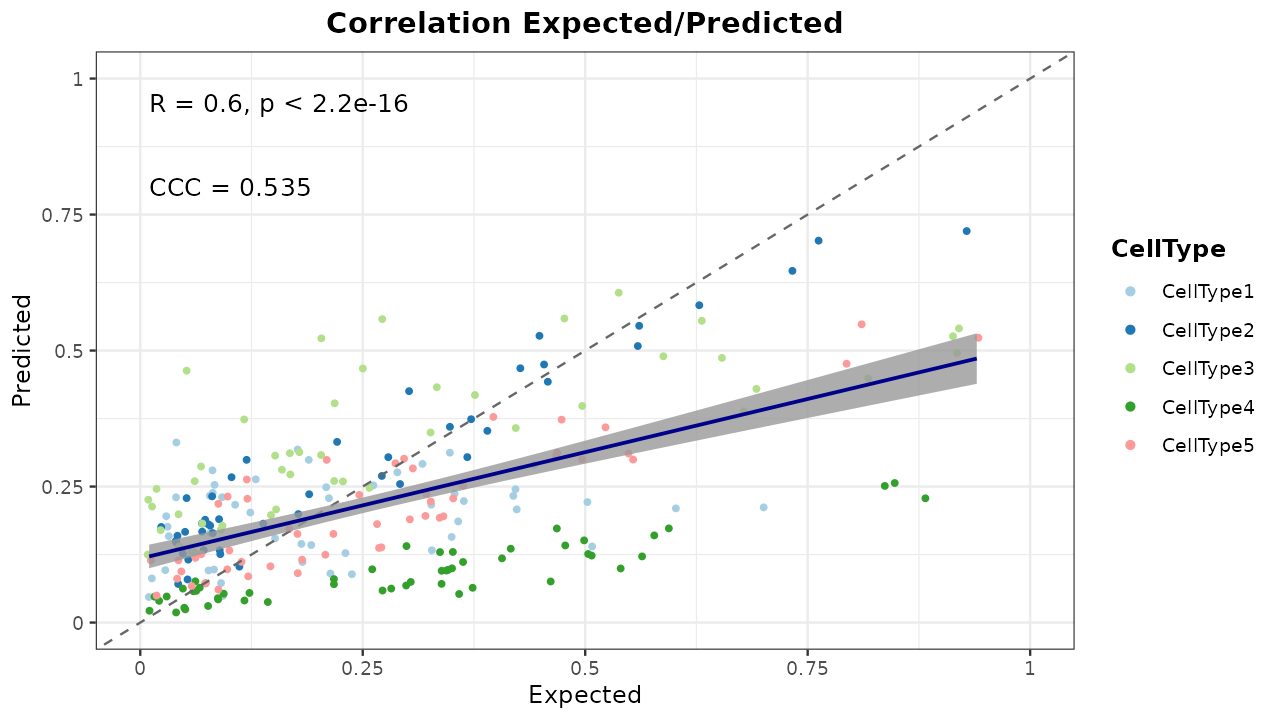 Correlation Expected/Predicted
R = 0.6, p < 2.2e-16
CCC = 0.535
1
0.75
0.5
0.25
0
Predicted
0
0.25
0.5
0.75
1
Expected
CellType
CellType1
CellType2
CellType3
CellType4
CellType5